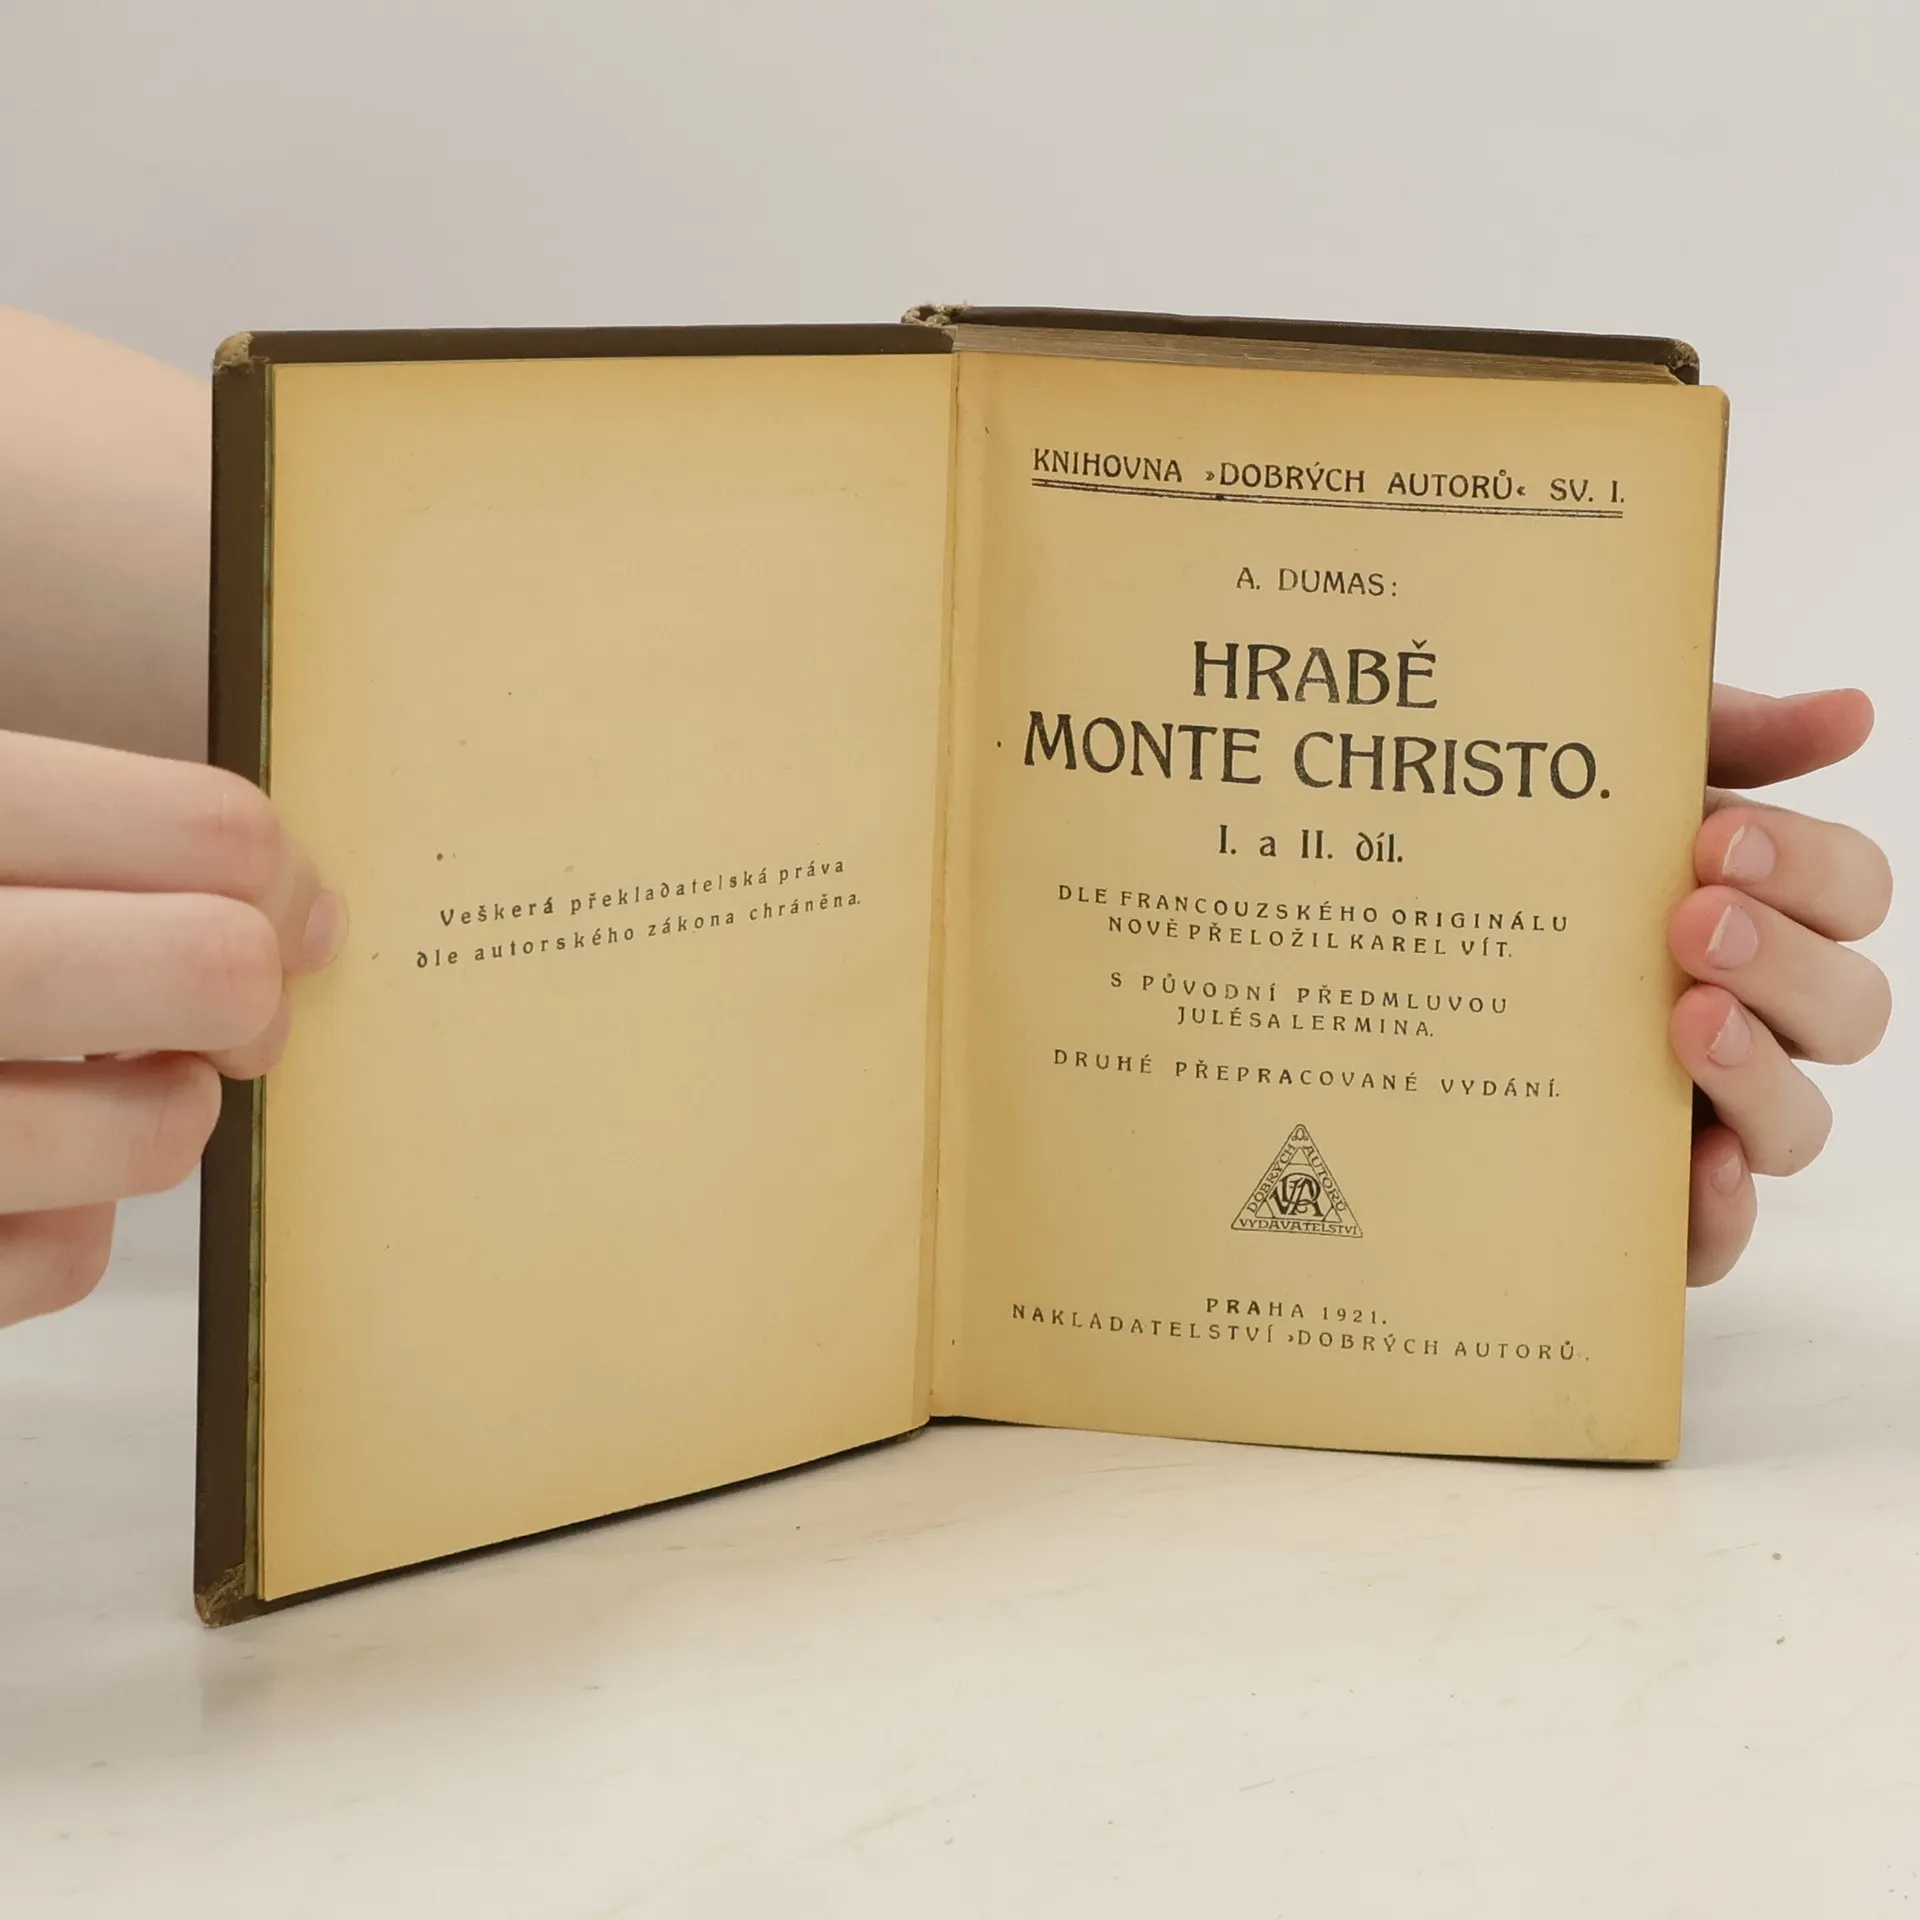 Veškerá překladatelská práva
dle autorského zákona chráněna.
KNIHOVNA »DOBRÝCH AUTORŮ« SV. I.
A. DUMAS:
HRABĚ
MONTE CHRISTO.
I. a II. díl.
DLE FRANCOUZSKÉHO ORIGINÁLU
NOVĚ PŘELOŽIL KAREL VÍT.
S PŮVODNÍ PŘEDMLUVOU
JULÉSA LERMINA.
DRUHÉ PŘEPRACOVANÉ VYDÁNÍ.
DOBRÝCH AUTORŮ
VYDAVATELSTVÍ
PRAHA 1921.
NAKLADATELSTVÍ »DOBRÝCH AUTORŮ«.